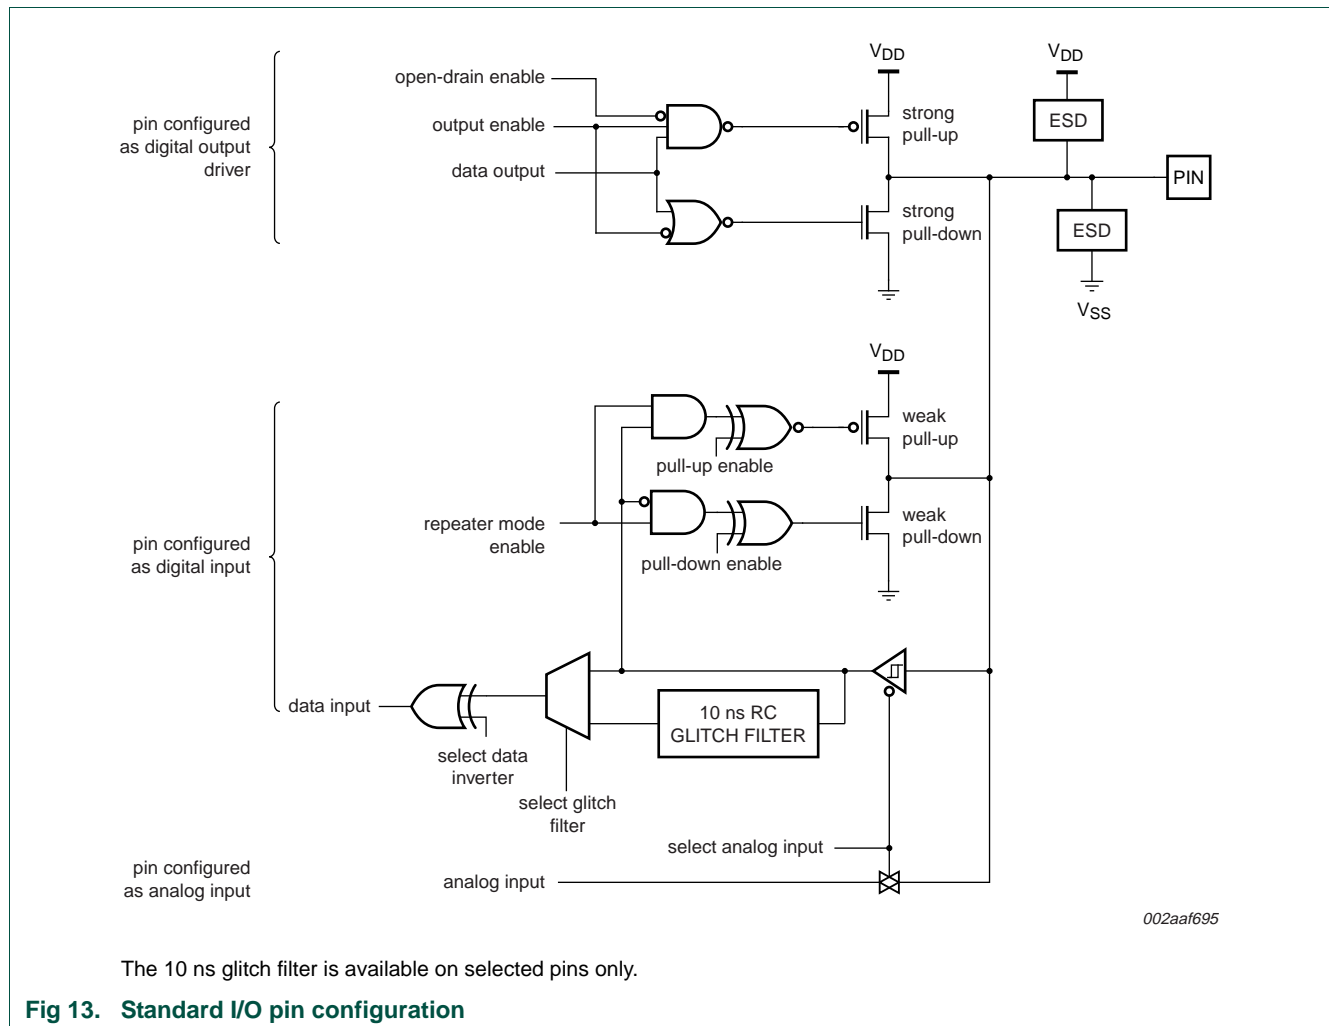 pin configured
as digital output
driver
open-drain enable
output enable
data output
VDD
strong
pull-up
strong
pull-down
VDD
ESD
PIN
ESD
VSS
pin configured
as digital input
VDD
weak
pull-up
pull-up enable
repeater mode
enable
weak
pull-down
pull-down enable
data input
10 ns RC
GLITCH FILTER
select data
inverter
select glitch
filter
select analog input
pin configured
as analog input
analog input
002aaf695
The 10 ns glitch filter is available on selected pins only.
Fig 13. Standard I/O pin configuration